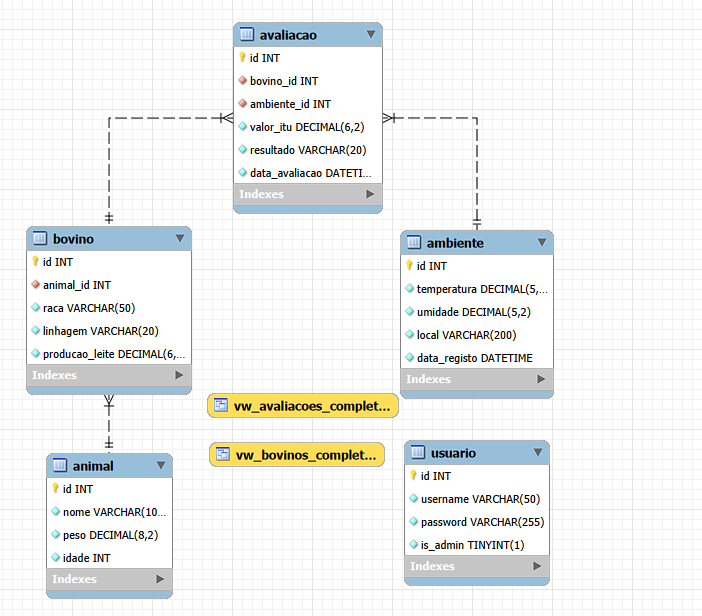 avaliacao
id INT
bovino_id INT
ambiente_id INT
valor_itu DECIMAL(6,2)
resultado VARCHAR(20)
data_avaliacao DATETI...
Indexes
bovino
id INT
animal_id INT
raca VARCHAR(50)
linhagem VARCHAR(20)
producao_leite DECIMAL(6,...
Indexes
ambiente
id INT
temperatura DECIMAL(5,...
umidade DECIMAL(5,2)
local VARCHAR(200)
data_registo DATETIME
Indexes
vw_avaliacoes_complet...
vw_bovinos_complet...
animal
id INT
nome VARCHAR(10...
peso DECIMAL(8,2)
idade INT
Indexes
usuario
id INT
username VARCHAR(50)
password VARCHAR(255)
is_admin TINYINT(1)
Indexes